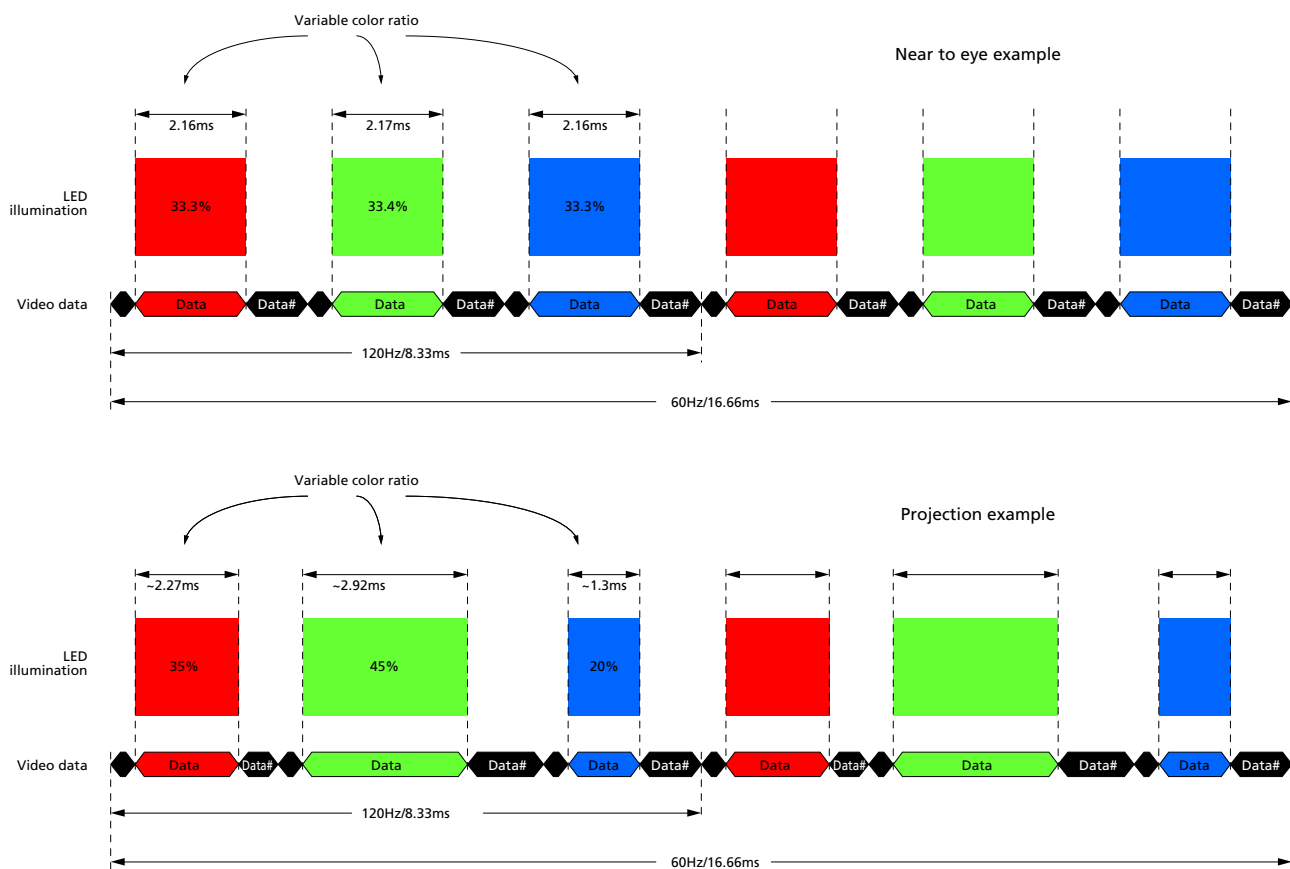 Variable color ratio
Near to eye example
2.16ms 2.17ms 2.16ms
LED
illumination
33.3% 33.4% 33.3%
Video data
Data Data# Data Data# Data Data# Data Data# Data Data# Data Data#
120Hz/8.33ms
60Hz/16.66ms
Variable color ratio
Projection example
~2.27ms ~2.92ms ~1.3ms
LED
illumination
35% 45% 20%
Video data
Data Data# Data Data# Data Data# Data Data# Data Data# Data Data#
120Hz/8.33ms
60Hz/16.66ms